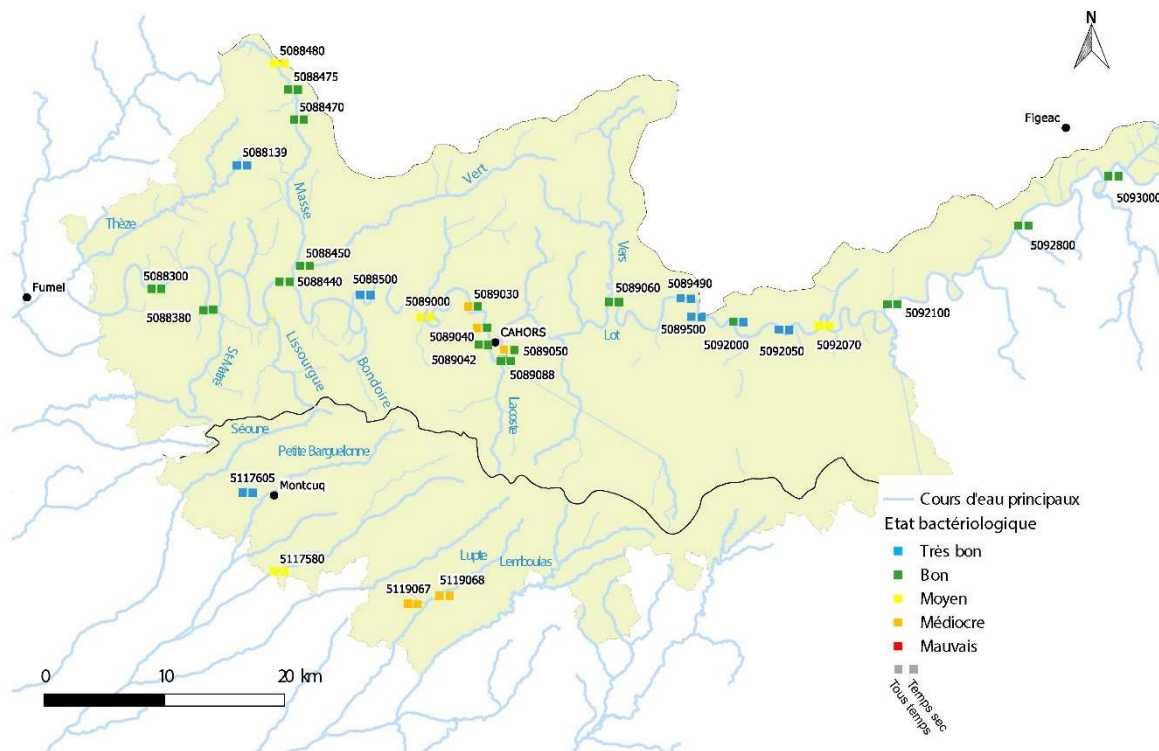 N
5088480
5088475
5088470
Figeac
5088139
Vert
5093000
Masse
Thèze
5092800
Vers
5088450
5088300
5088440
5088500
5089490
Fumel
5089000
5089030
5089060
5092100
5088380
5089040
CAHORS
Lot
5089500
5092000
5092050
5092070
5089042
5089050
5089088
St-Matré
Lissourgue
Bondoire
Lacoste
Séoune
Petite Barguelonne
5117605
Montcuq
Cours d'eau principaux
Etat bactériologique
Très bon
5117580
Lupte
Lemboulas
Bon
5119067
5119068
Moyen
Médiocre
Mauvais
0
10
20 km
Temps sec
Tous temps